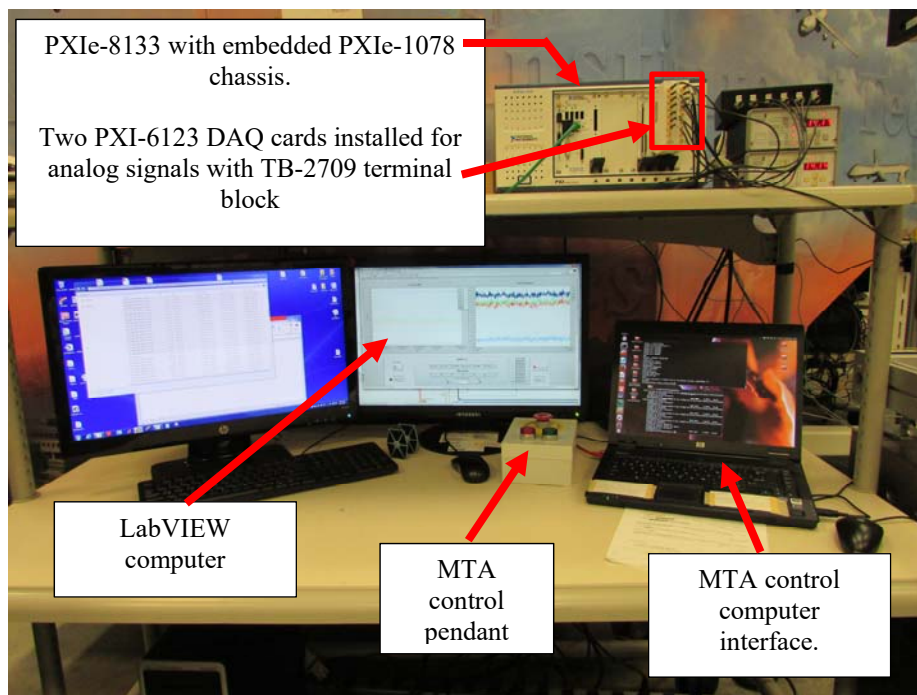 PXIe-8133 with embedded PXIe-1078
chassis.
Two PXI-6123 DAQ cards installed for
analog signals with TB-2709 terminal
block
LabVIEW
computer
MTA
control
pendant
MTA control
computer
interface.